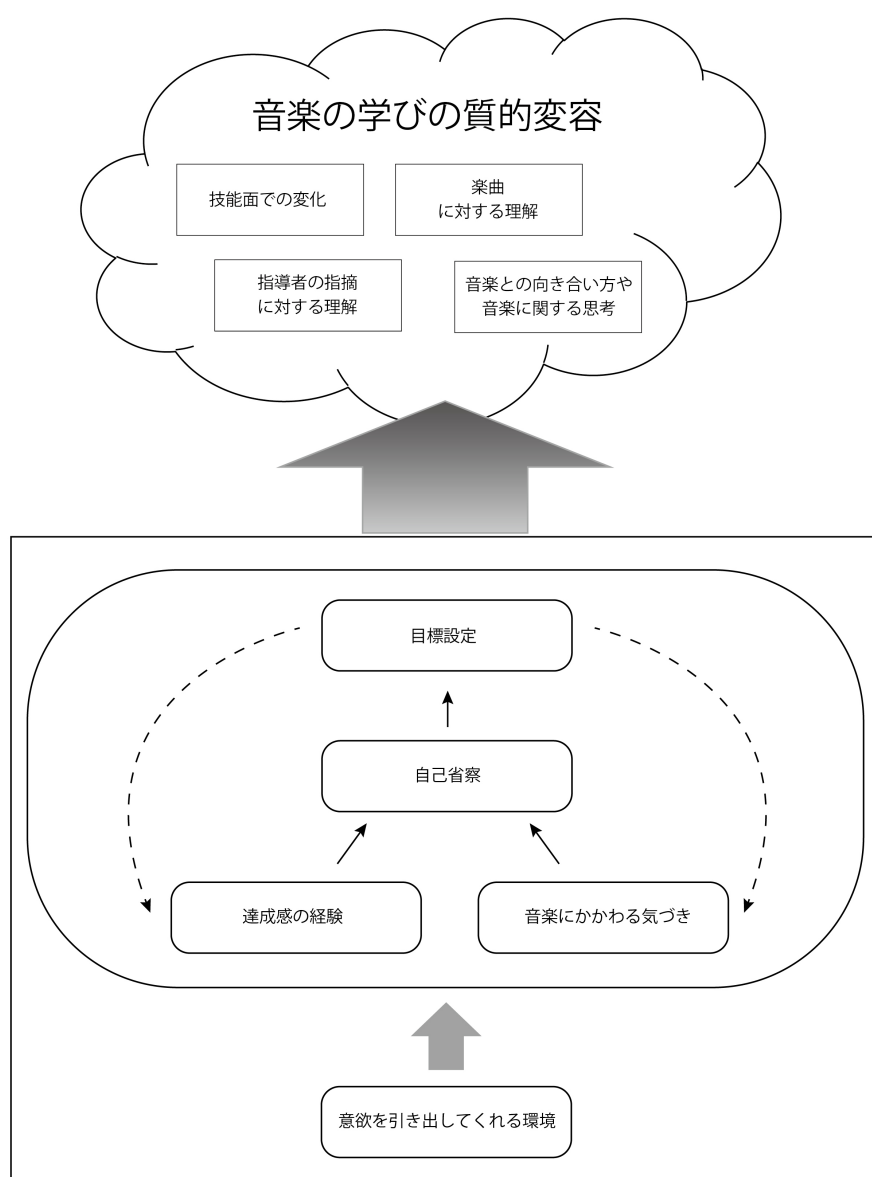 音楽の学びの質的変容
技能面での変化
楽曲
に対する理解
指導者の指摘
に対する理解
音楽との向き合い方や
音楽に関する思考
目標設定
自己省察
達成感の経験
音楽にかかわる気づき
意欲を引き出してくれる環境